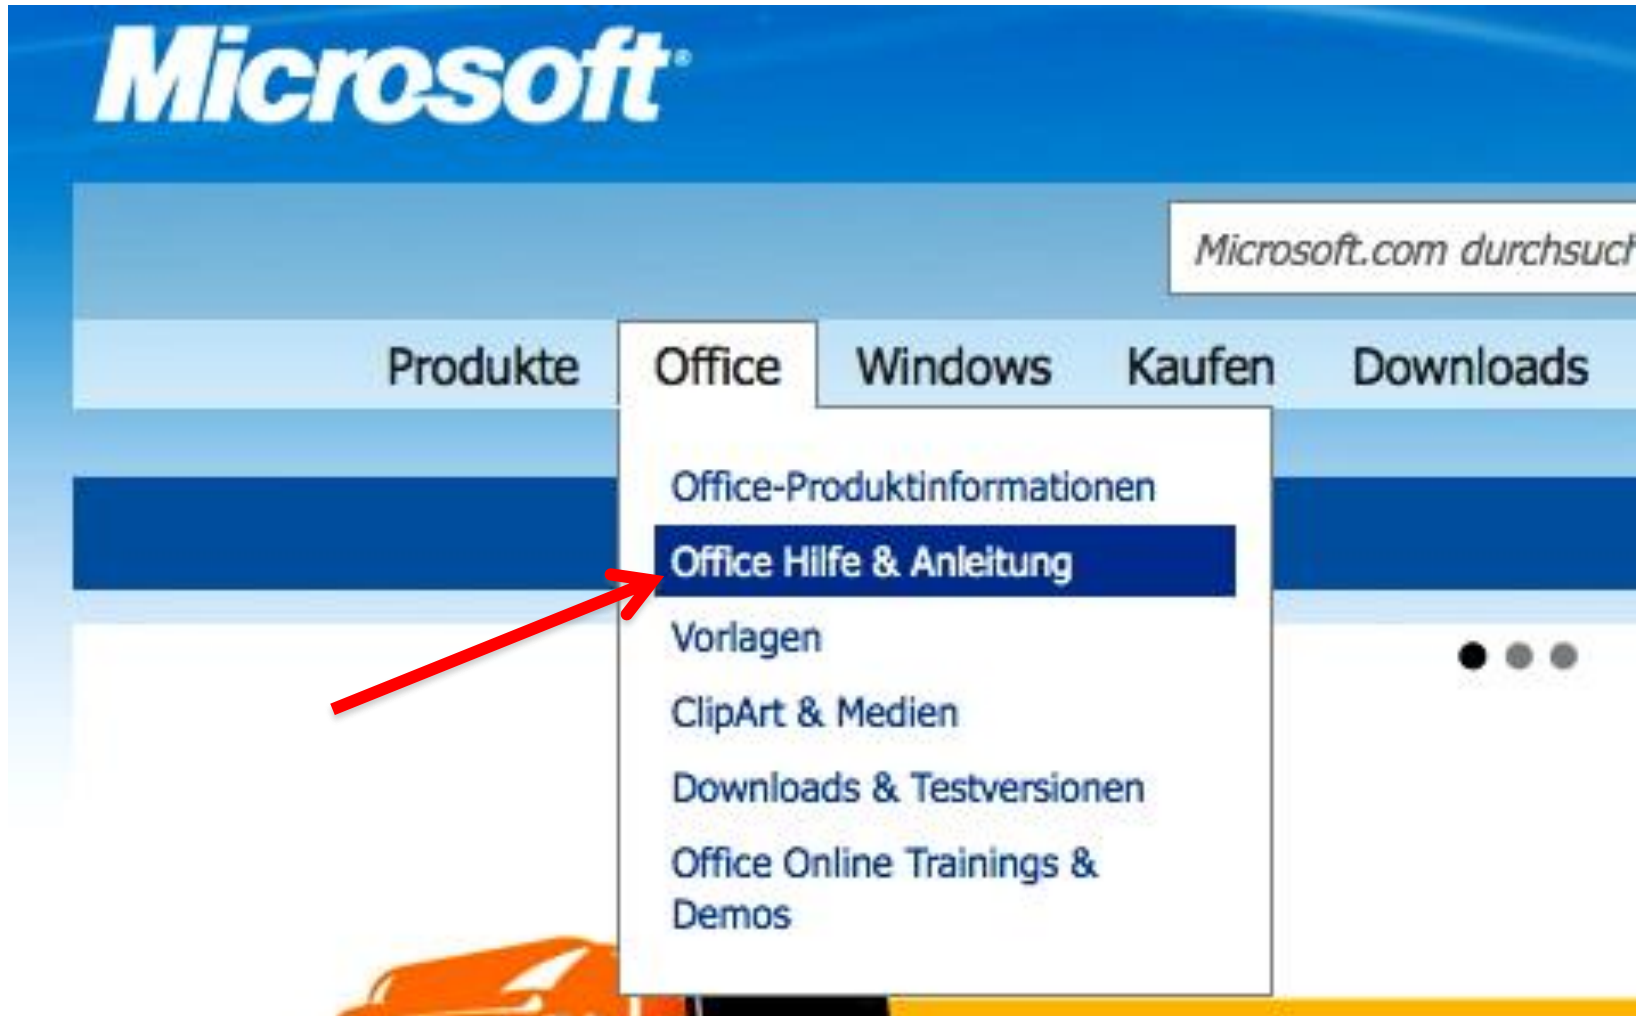 Microsoft®
Microsoft.com durchsuch
Produkte Office Windows Kaufen Downloads
Office-Produktinformationen
Office Hilfe & Anleitung
Vorlagen
ClipArt & Medien
Downloads & Testversionen
Office Online Trainings &
Demos